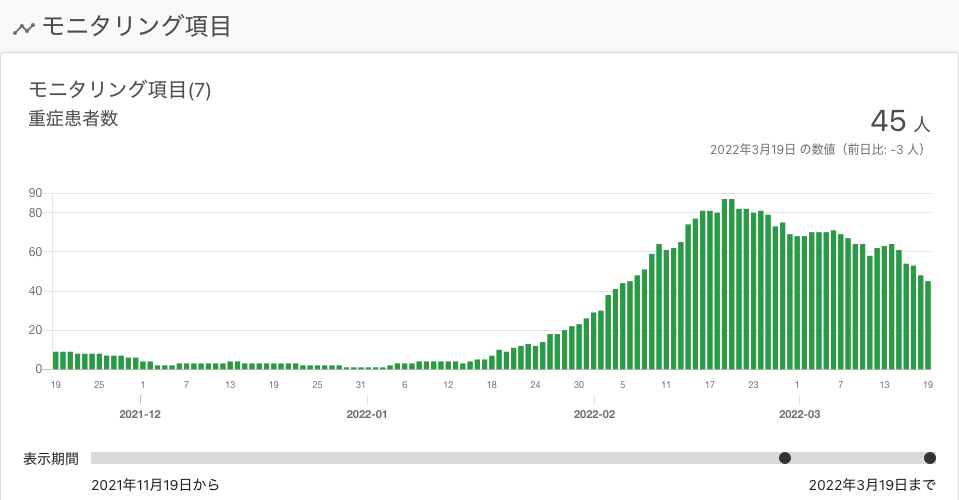 モニタリング項目
モニタリング項目(7)
重症患者数
45 人
2022年3月19日 の数値（前日比: -3 人）
90
80
60
40
20
0
19 25 1 7 13 19 25 31 6 12 18 24 30 5 11 17 23 1 7 13 19
2021-12 2022-01 2022-02 2022-03
表示期間
2021年11月19日から 2022年3月19日まで